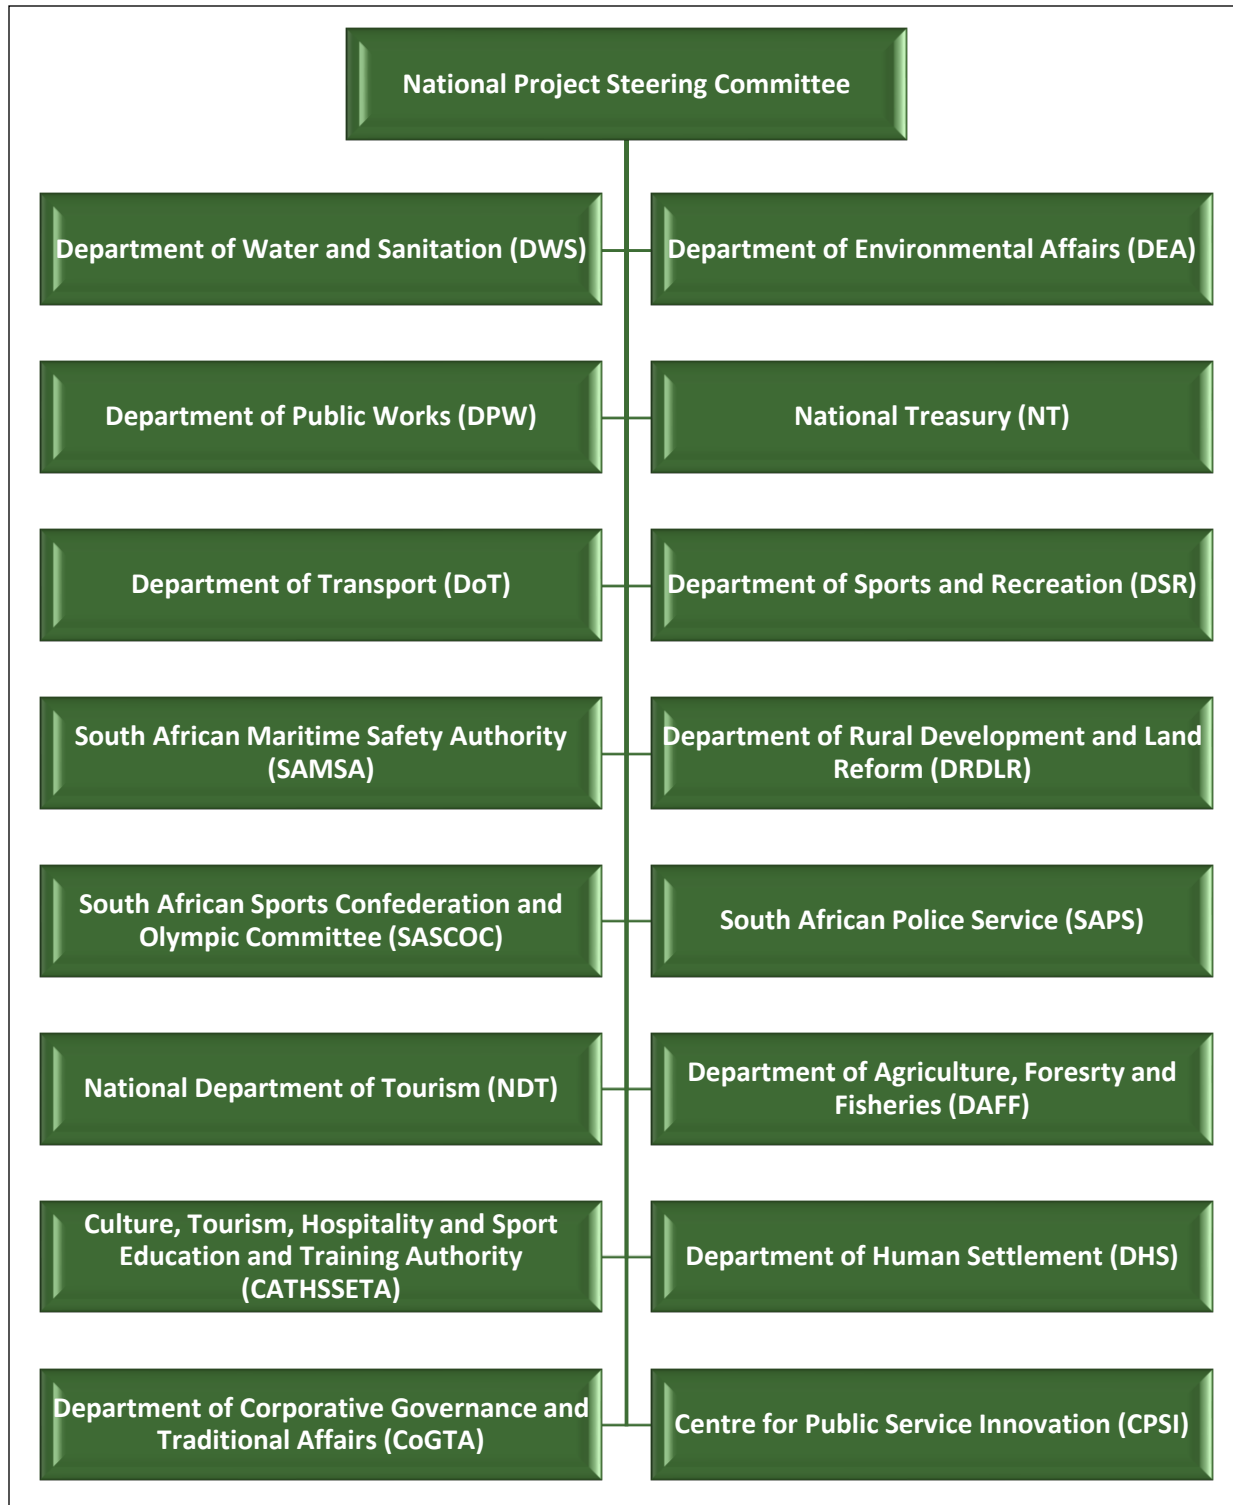 National Project Steering Committee
Department of Water and Sanitation (DWS)
Department of Environmental Affairs (DEA)
Department of Public Works (DPW)
National Treasury (NT)
Department of Transport (DoT)
Department of Sports and Recreation (DSR)
South African Maritime Safety Authority
(SAMSA)
Department of Rural Development and Land
Reform (DRDLR)
South African Sports Confederation and
Olympic Committee (SASCOC)
South African Police Service (SAPS)
National Department of Tourism (NDT)
Department of Agriculture, Foresrty and
Fisheries (DAFF)
Culture, Tourism, Hospitality and Sport
Education and Training Authority
(CATHSSETA)
Department of Human Settlement (DHS)
Department of Corporative Governance and
Traditional Affairs (CoGTA)
Centre for Public Service Innovation (CPSI)